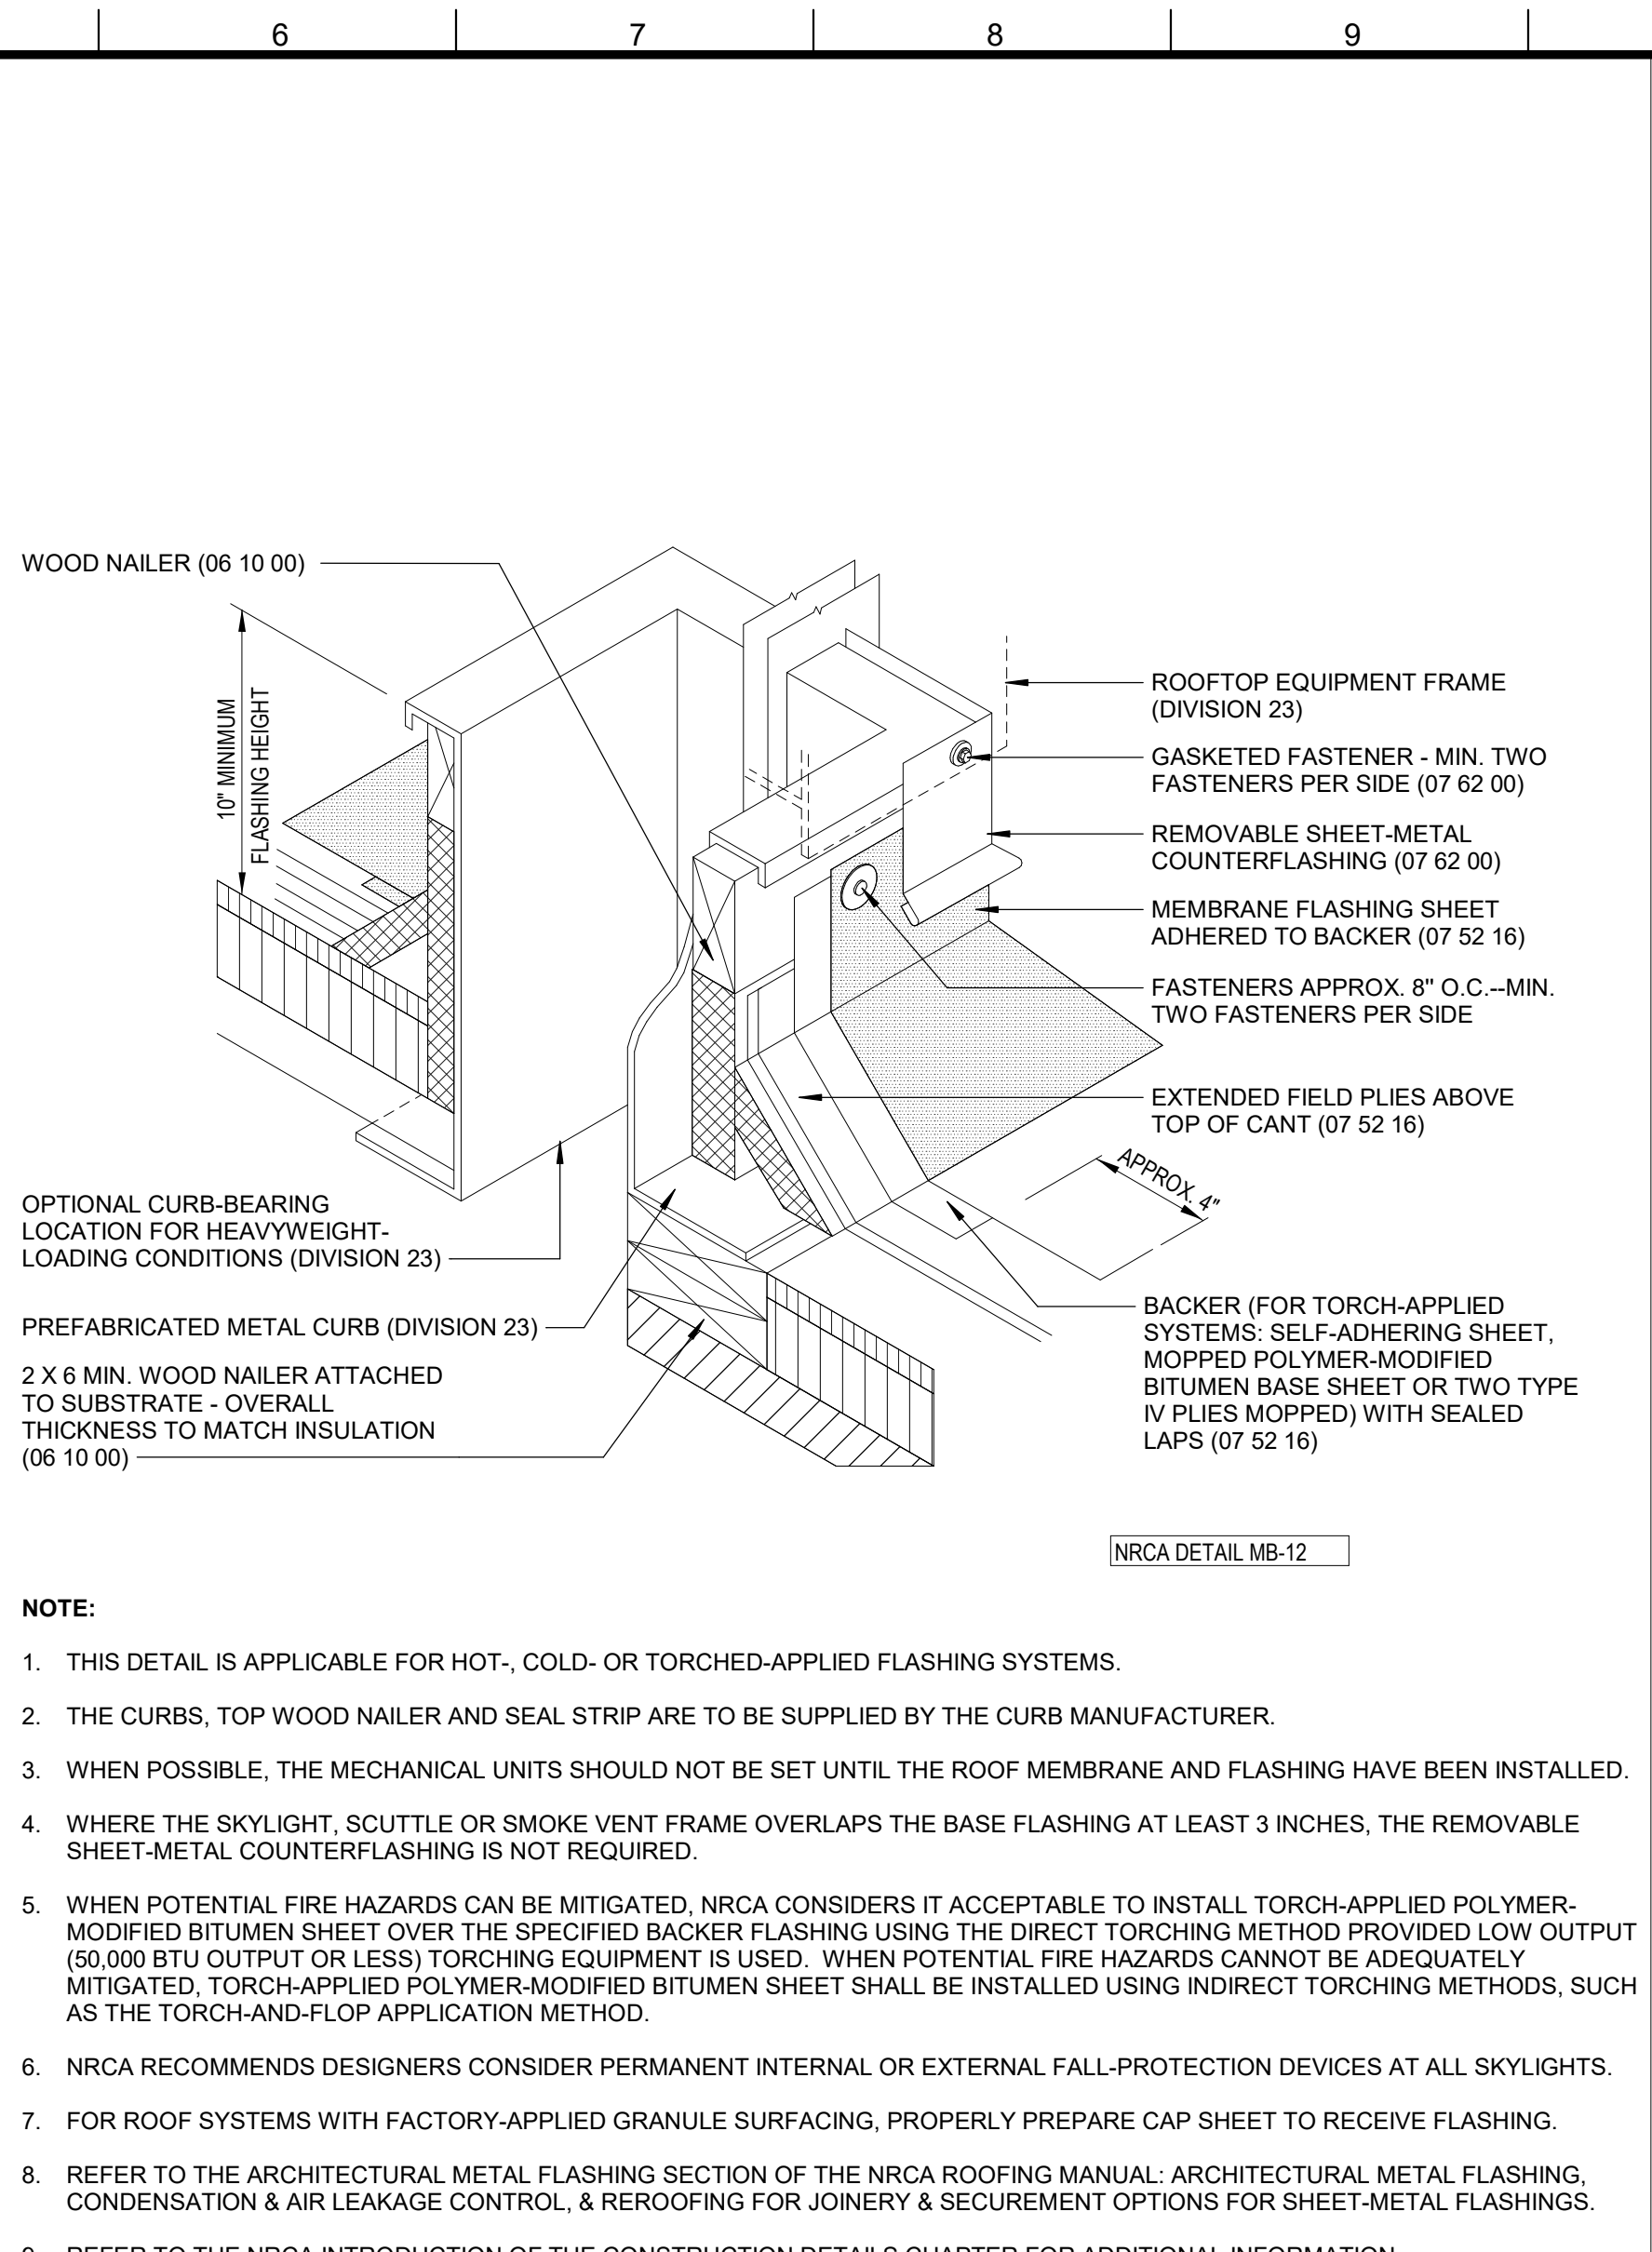 6 7 8 9
WOOD NAILER (06 10 00)
10" MINIMUM
FLASHING HEIGHT
ROOFTOP EQUIPMENT FRAME
(DIVISION 23)
GASKETED FASTENER - MIN. TWO
FASTENERS PER SIDE (07 62 00)
REMOVABLE SHEET-METAL
COUNTERFLASHING (07 62 00)
MEMBRANE FLASHING SHEET
ADHERED TO BACKER (07 52 16)
FASTENERS APPROX. 8" O.C.--MIN.
TWO FASTENERS PER SIDE
EXTENDED FIELD PLIES ABOVE
TOP OF CANT (07 52 16)
APPROX. 4"
OPTIONAL CURB-BEARING
LOCATION FOR HEAVYWEIGHT-
LOADING CONDITIONS (DIVISION 23)
PREFABRICATED METAL CURB (DIVISION 23)
2 X 6 MIN. WOOD NAILER ATTACHED
TO SUBSTRATE - OVERALL
THICKNESS TO MATCH INSULATION
(06 10 00)
BACKER (FOR TORCH-APPLIED
SYSTEMS: SELF-ADHERING SHEET,
MOPPED POLYMER-MODIFIED
BITUMEN BASE SHEET OR TWO TYPE
IV PLIES MOPPED) WITH SEALED
LAPS (07 52 16)
NRCA DETAIL MB-12
NOTE:
1. THIS DETAIL IS APPLICABLE FOR HOT-, COLD- OR TORCHED-APPLIED FLASHING SYSTEMS.
2. THE CURBS, TOP WOOD NAILER AND SEAL STRIP ARE TO BE SUPPLIED BY THE CURB MANUFACTURER.
3. WHEN POSSIBLE, THE MECHANICAL UNITS SHOULD NOT BE SET UNTIL THE ROOF MEMBRANE AND FLASHING HAVE BEEN INSTALLED.
4. WHERE THE SKYLIGHT, SCUTTLE OR SMOKE VENT FRAME OVERLAPS THE BASE FLASHING AT LEAST 3 INCHES, THE REMOVABLE
SHEET-METAL COUNTERFLASHING IS NOT REQUIRED.
5. WHEN POTENTIAL FIRE HAZARDS CAN BE MITIGATED, NRCA CONSIDERS IT ACCEPTABLE TO INSTALL TORCH-APPLIED POLYMER-
MODIFIED BITUMEN SHEET OVER THE SPECIFIED BACKER FLASHING USING THE DIRECT TORCHING METHOD PROVIDED LOW OUTPUT
(50,000 BTU OUTPUT OR LESS) TORCHING EQUIPMENT IS USED. WHEN POTENTIAL FIRE HAZARDS CANNOT BE ADEQUATELY
MITIGATED, TORCH-APPLIED POLYMER-MODIFIED BITUMEN SHEET SHALL BE INSTALLED USING INDIRECT TORCHING METHODS, SUCH
AS THE TORCH-AND-FLOP APPLICATION METHOD.
6. NRCA RECOMMENDS DESIGNERS CONSIDER PERMANENT INTERNAL OR EXTERNAL FALL-PROTECTION DEVICES AT ALL SKYLIGHTS.
7. FOR ROOF SYSTEMS WITH FACTORY-APPLIED GRANULE SURFACING, PROPERLY PREPARE CAP SHEET TO RECEIVE FLASHING.
8. REFER TO THE ARCHITECTURAL METAL FLASHING SECTION OF THE NRCA ROOFING MANUAL: ARCHITECTURAL METAL FLASHING,
CONDENSATION & AIR LEAKAGE CONTROL, & REROOFING FOR JOINERY & SECUREMENT OPTIONS FOR SHEET-METAL FLASHINGS.
9. REFER TO THE NRCA INTRODUCTION OF THE CONSTRUCTION DETAILS CHAPTER FOR ADDITIONAL INFORMATION